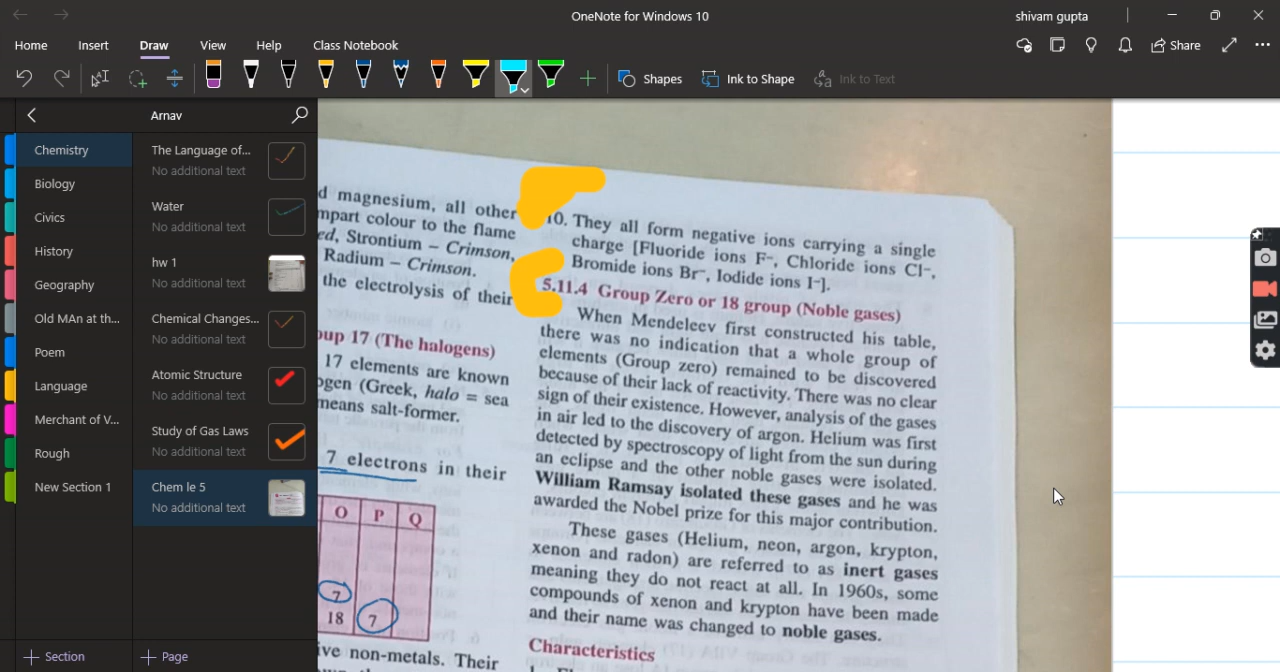 OneNote for Windows 10
shivam gupta
Home
Insert
Draw
View
Help
Class Notebook
Share
Shapes
Ink to Shape
Ink to Text
Arnav
Chemistry
Biology
Civics
History
Geography
Old MAn at th...
Poem
Language
Merchant of V...
Rough
New Section 1
Section
The Language of...
No additional text
Water
No additional text
hw 1
No additional text
Chemical Changes...
No additional text
Atomic Structure
No additional text
Study of Gas Laws
No additional text
Chem le 5
No additional text
Page
d magnesium, all other
mpart colour to the flame
ed, Strontium – Crimson,
Radium – Crimson.
the electrolysis of their
oup 17 (The halogens)
17 elements are known
ogen (Greek, halo = sea
means salt-former.
7 electrons in their
O P Q
7
18 7
ive non-metals. Their
10. They all form negative ions carrying a single
charge [Fluoride ions F–, Chloride ions Cl–,
Bromide ions Br–, Iodide ions I–].
5.11.4 Group Zero or 18 group (Noble gases)
When Mendeleev first constructed his table,
there was no indication that a whole group of
elements (Group zero) remained to be discovered
because of their lack of reactivity. There was no clear
sign of their existence. However, analysis of the gases
in air led to the discovery of argon. Helium was first
detected by spectroscopy of light from the sun during
an eclipse and the other noble gases were isolated.
William Ramsay isolated these gases and he was
awarded the Nobel prize for this major contribution.
These gases (Helium, neon, argon, krypton,
xenon and radon) are referred to as inert gases
meaning they do not react at all. In 1960s, some
compounds of xenon and krypton have been made
and their name was changed to noble gases.
Characteristics